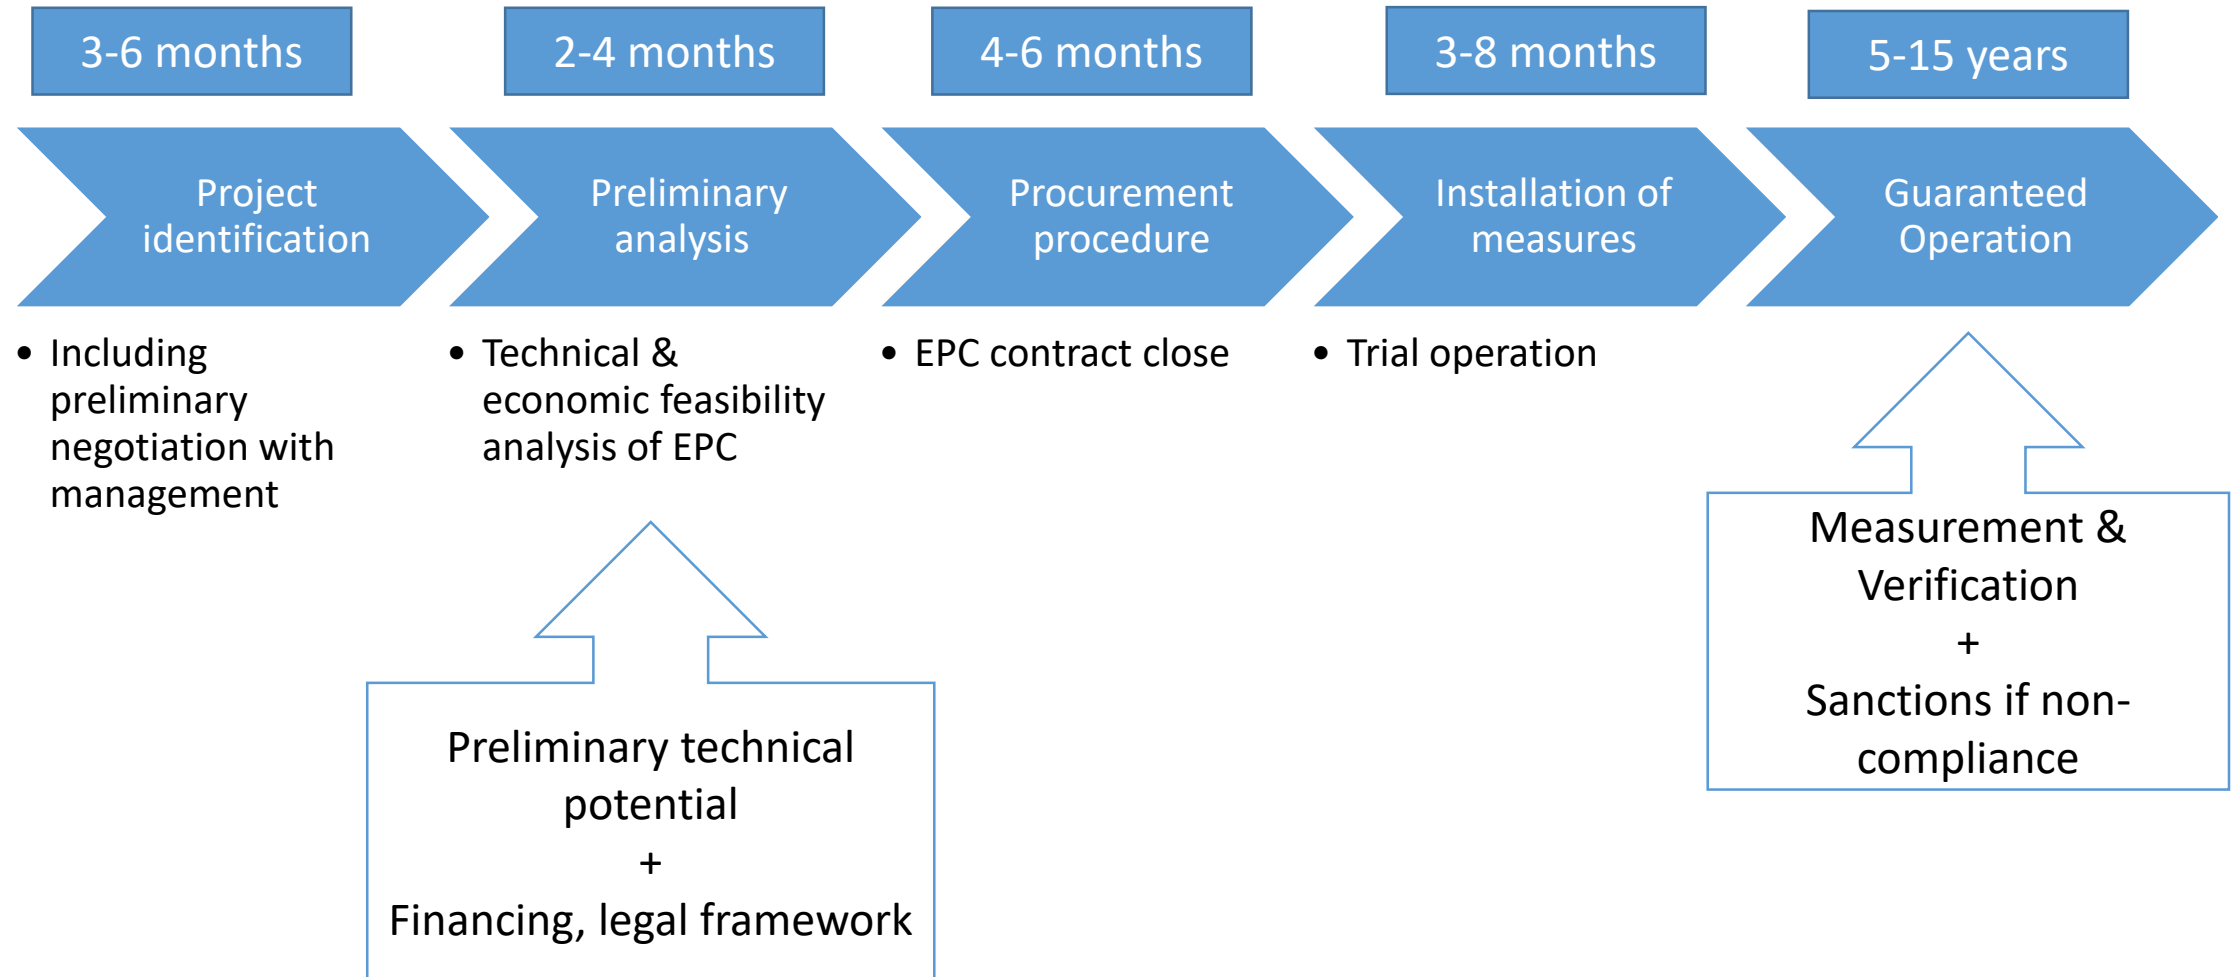 3-6 months
2-4 months
4-6 months
3-8 months
5-15 years
Project
identification
Preliminary
analysis
Procurement
procedure
Installation of
measures
Guaranteed
Operation
• Including
preliminary
negotiation with
management
• Technical &
economic feasibility
analysis of EPC
• EPC contract close
• Trial operation
Preliminary technical
potential
+
Financing, legal framework
Measurement &
Verification
+
Sanctions if non-
compliance